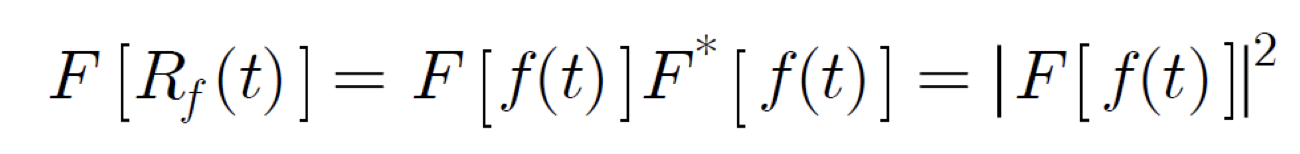 F[R_f(t)] = F[f(t)]F^*[f(t)] = |F[f(t)]|^2